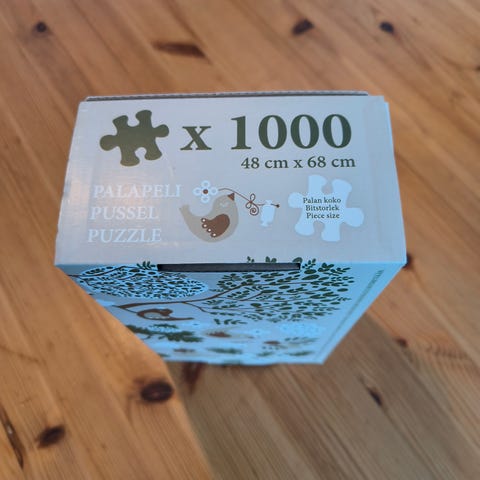 x 1000
48 cm x 68 cm
PALAPELI
PUSSEL
PUZZLE
Palan koko
Bitstorlek
Piece size